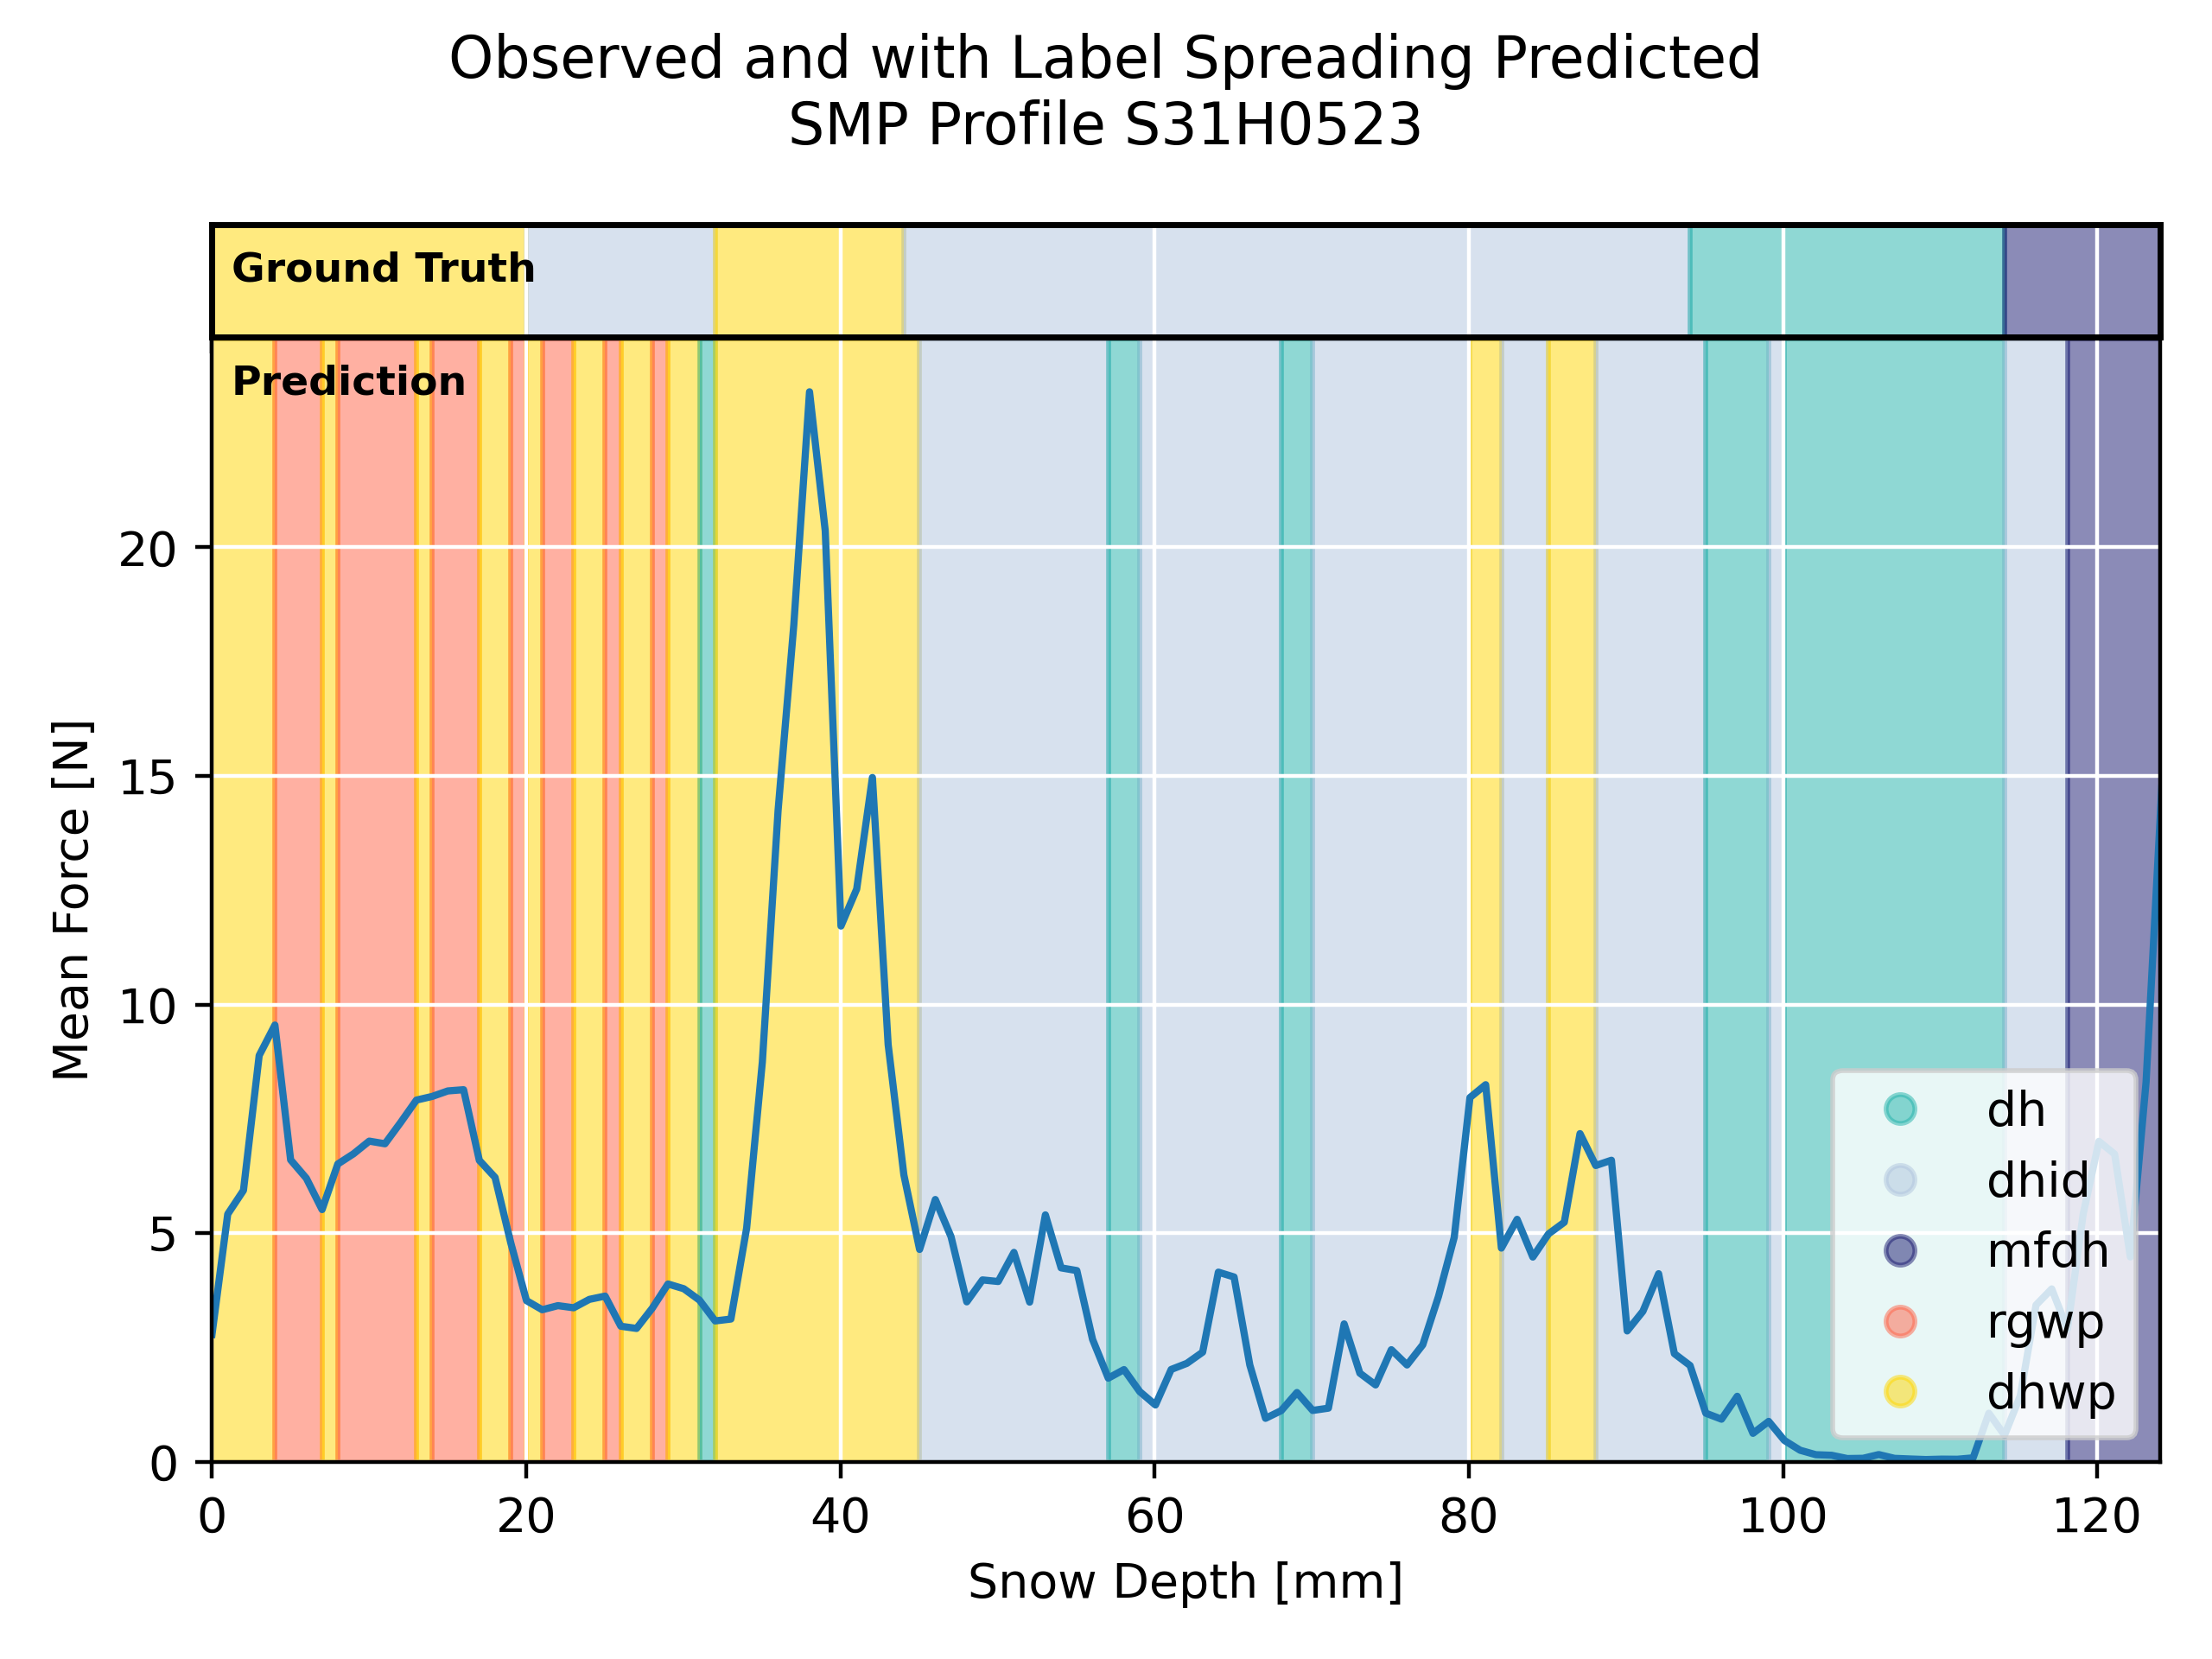 Observed and with Label Spreading Predicted
SMP Profile S31H0523
Ground Truth
Prediction
Mean Force [N]
20
15
10
5
0
dh
dhid
mfdh
rgwp
dhwp
0 20 40 60 80 100 120
Snow Depth [mm]